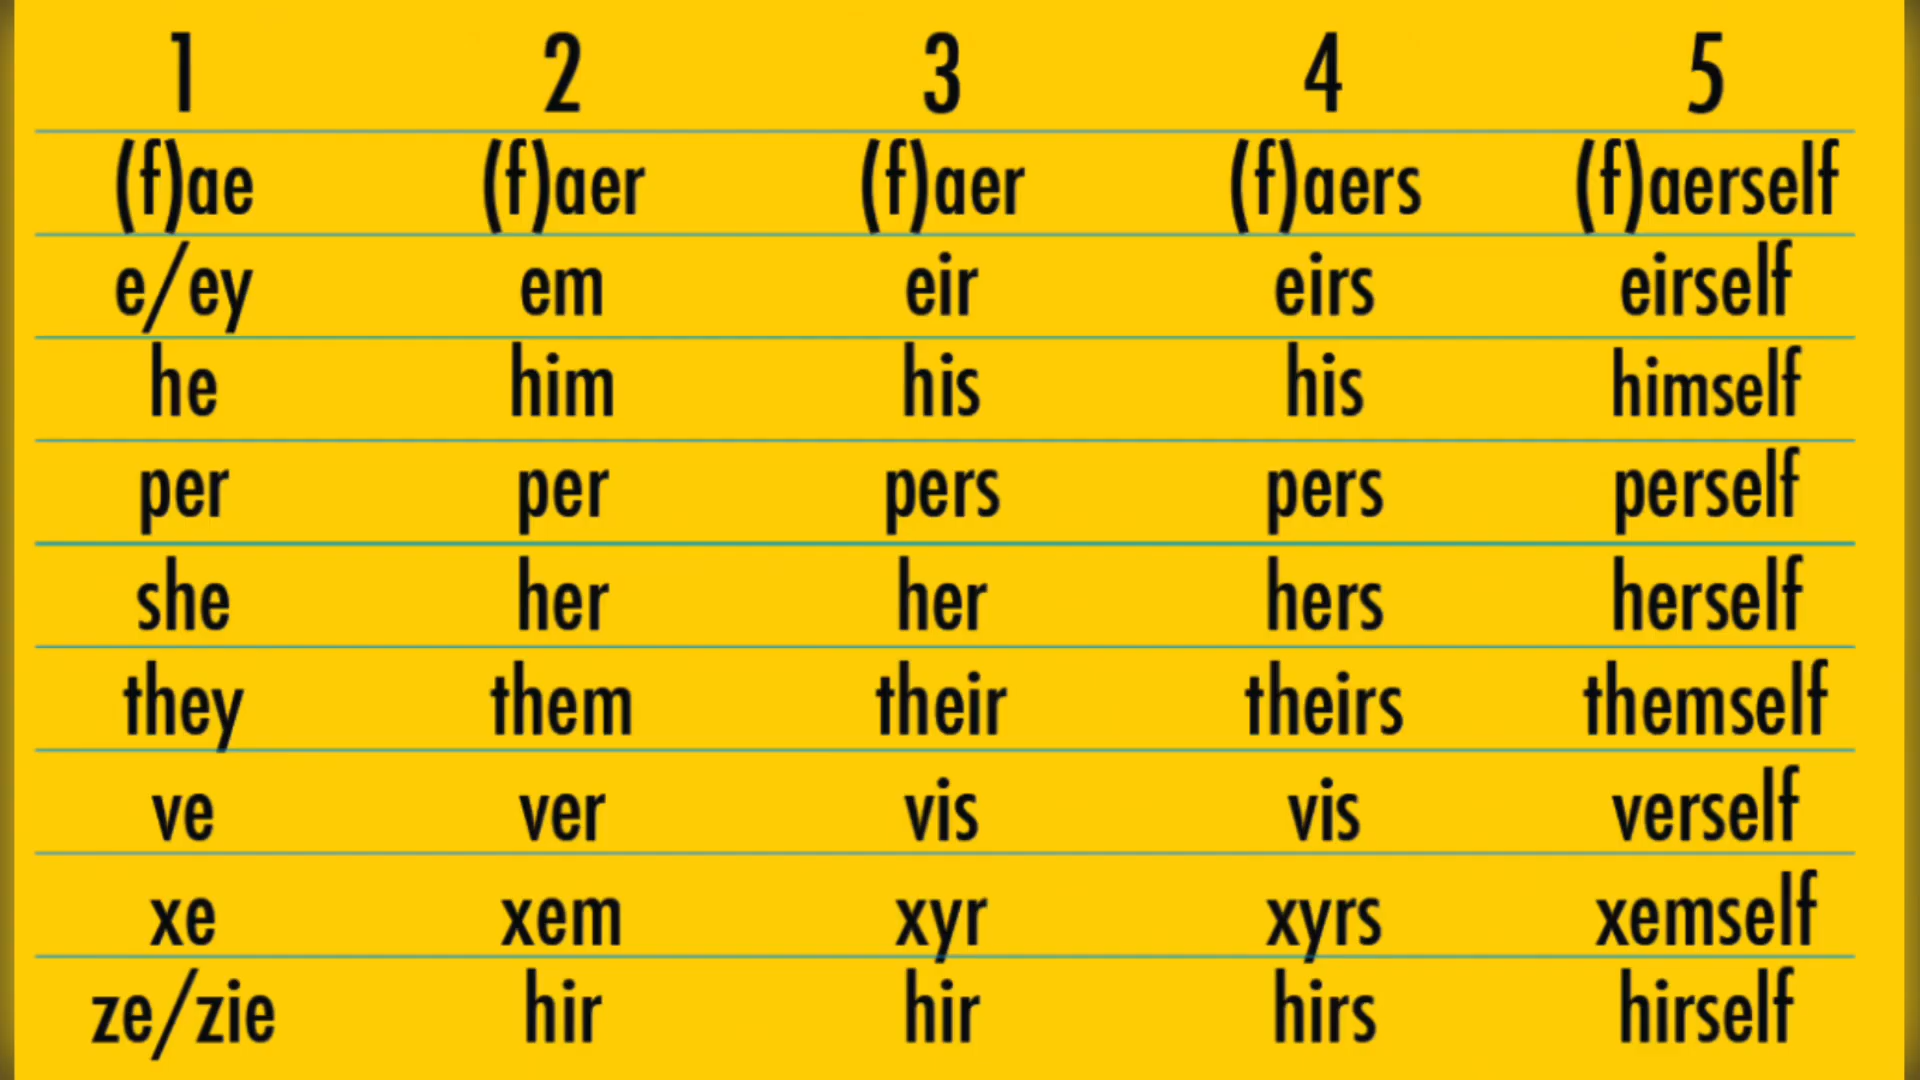 1 2 3 4 5
(f)ae (f)aer (f)aer (f)aers (f)aerself
e/ey em eir eirs eirself
he him his his himself
per per pers pers perself
she her her hers herself
they them their theirs themself
ve ver vis vis verself
xe xem xyr xyrs xemself
ze/zie hir hir hirs hirself